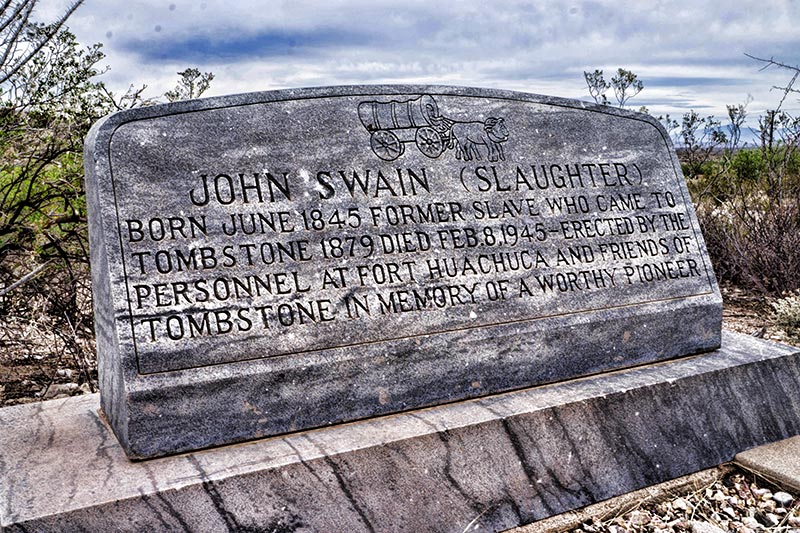 JOHN SWAIN (SLAUGHTER)
BORN JUNE 1845 FORMER SLAVE WHO CAME TO
TOMBSTONE 1879 DIED FEB. 8, 1945-ERECTED BY THE
PERSONNEL AT FORT HUACHUCA AND FRIENDS OF
TOMBSTONE IN MEMORY OF A WORTHY PIONEER